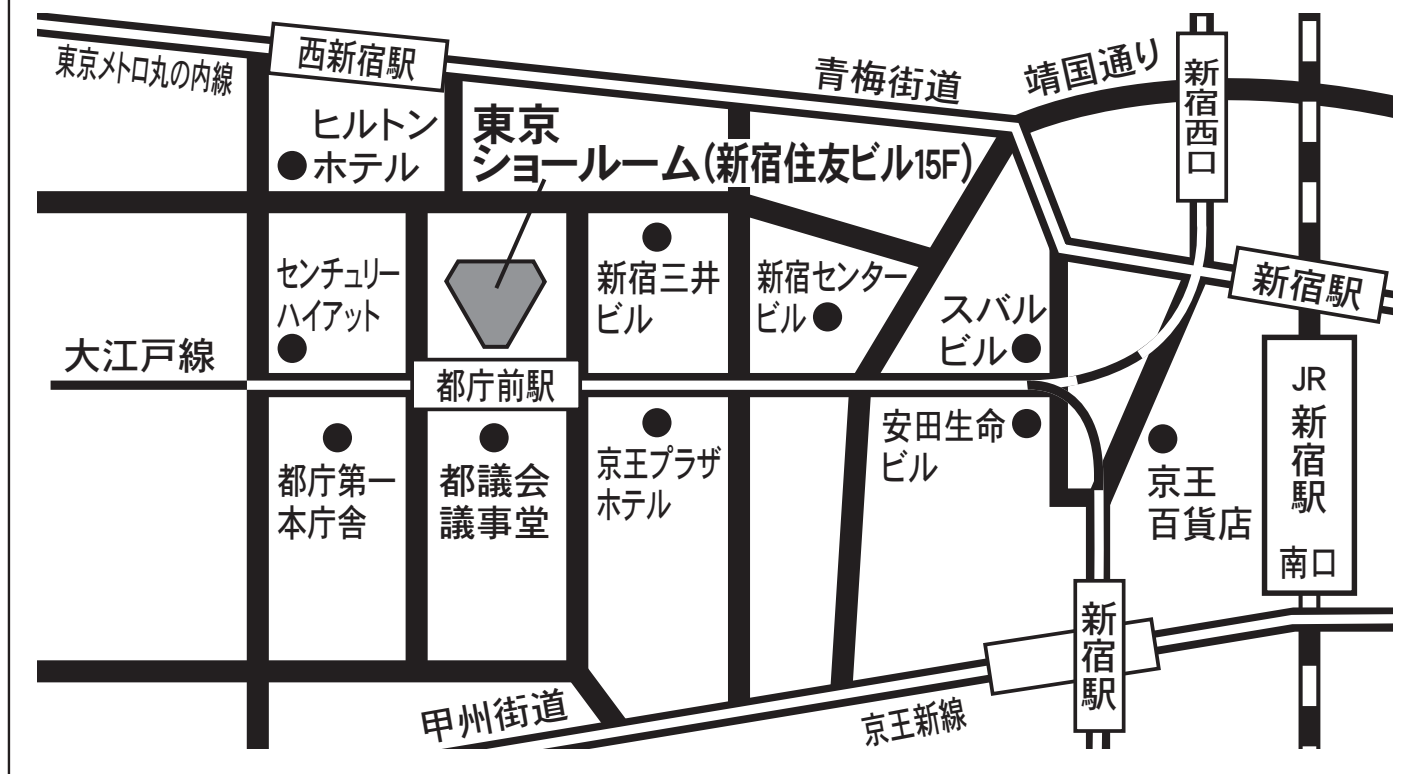 西新宿駅
東京メトロ丸の内線
青梅街道
靖国通り
新宿西口
ヒルトン
ホテル
東京
ショールーム(新宿住友ビル15F)
センチュリー
ハイアット
新宿三井
ビル
新宿センター
ビル
スバル
ビル
新宿駅
大江戸線
都庁前駅
JR
新宿駅
南口
都庁第一
本庁舎
都議会
議事堂
京王プラザ
ホテル
安田生命
ビル
京王
百貨店
新宿駅
甲州街道
京王新線